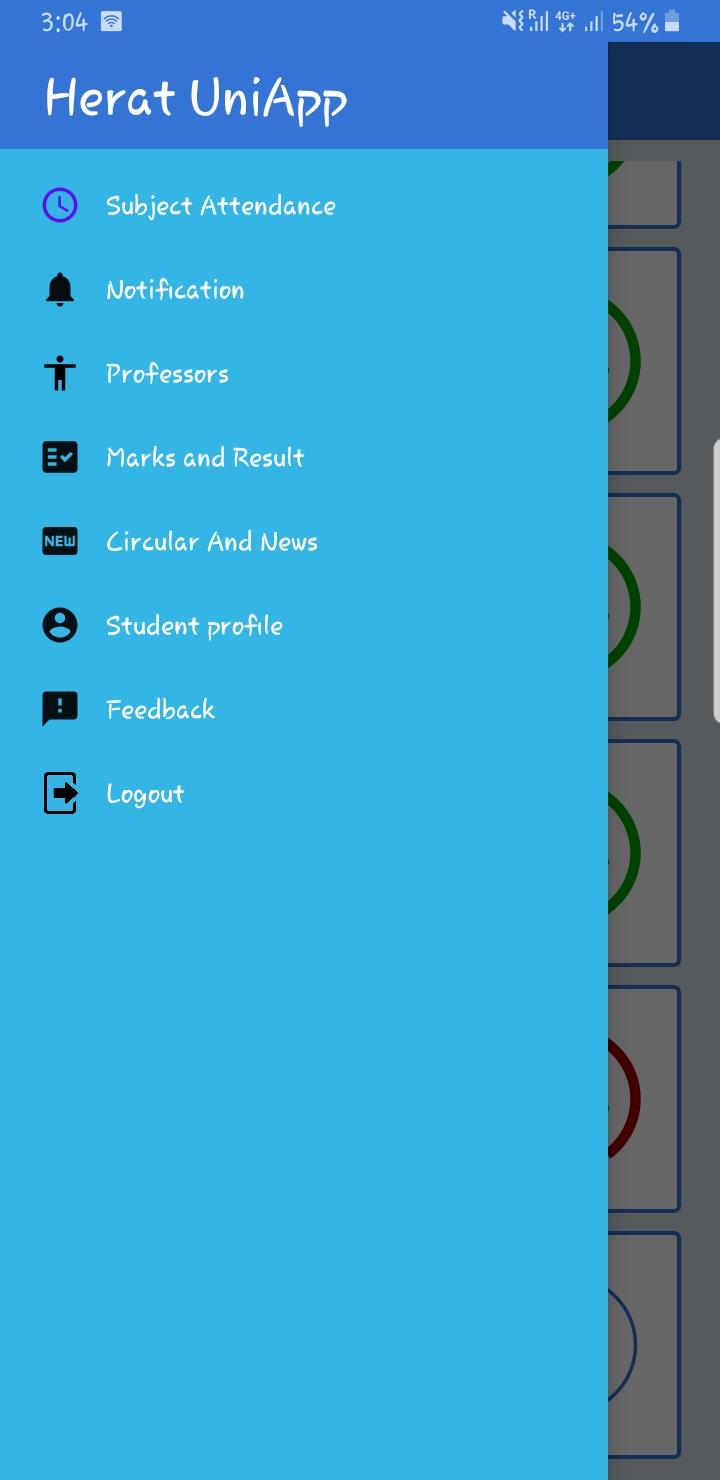 3:04 R 4G+ 54%
Herat UniApp
Subject Attendance
Notification
Professors
Marks and Result
NEW Circular And News
Student profile
Feedback
Logout